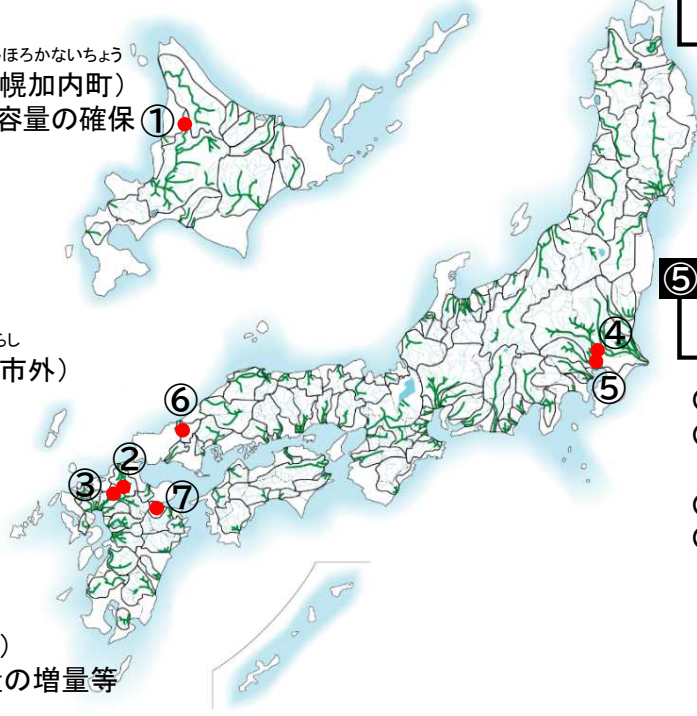 ほろかないちょう
幌加内町）
容量の確保
①
⑤
④
⑤
らし
市外）
⑥
②
③
⑦
）
の増量等